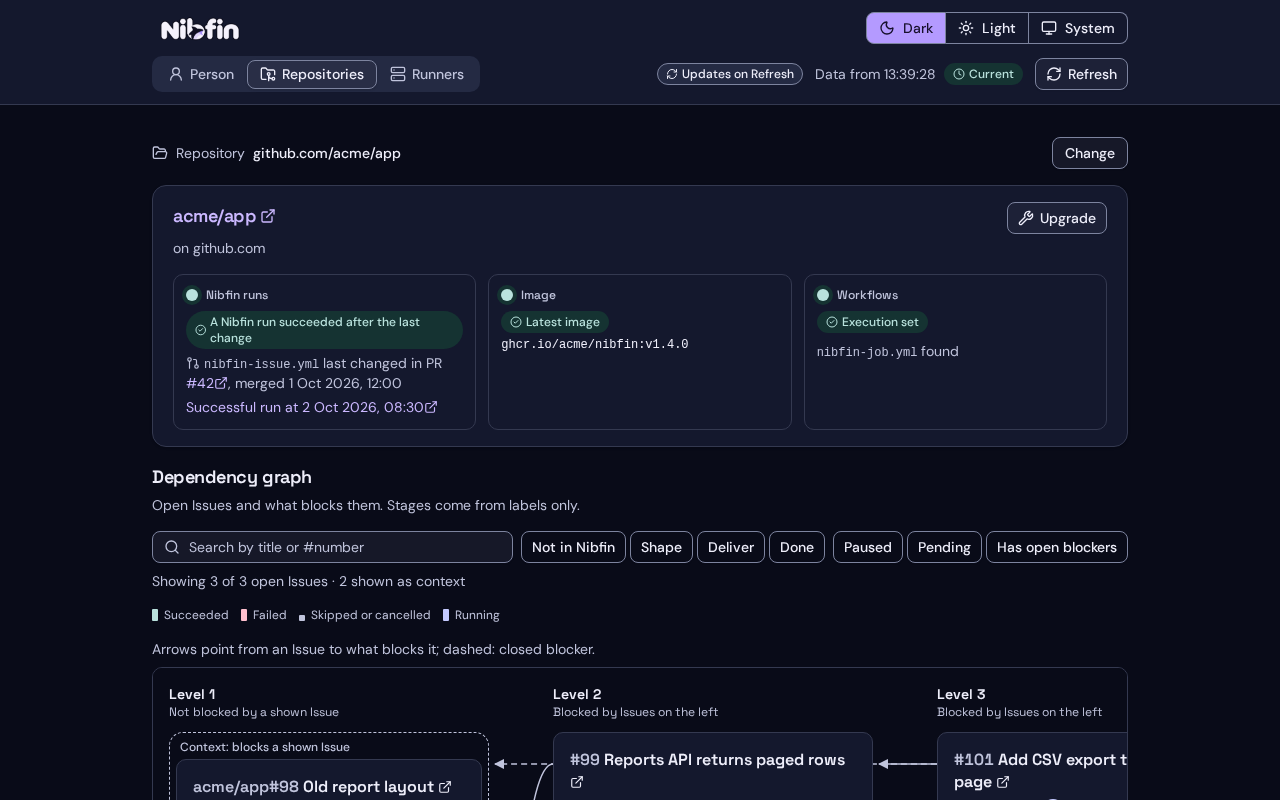 Nibfin
Dark
Light
System
Person
Repositories
Runners
Updates on Refresh
Data from 13:39:28
Current
Refresh
Repository github.com/acme/app
Change
acme/app
Upgrade
on github.com
Nibfin runs
A Nibfin run succeeded after the last
change
nibfin-issue.yml last changed in PR
#42, merged 1 Oct 2026, 12:00
Successful run at 2 Oct 2026, 08:30
Image
Latest image
ghcr.io/acme/nibfin:v1.4.0
Workflows
Execution set
nibfin-job.yml found
Dependency graph
Open Issues and what blocks them. Stages come from labels only.
Search by title or #number
Not in Nibfin
Shape
Deliver
Done
Paused
Pending
Has open blockers
Showing 3 of 3 open Issues · 2 shown as context
Succeeded
Failed
Skipped or cancelled
Running
Arrows point from an Issue to what blocks it; dashed: closed blocker.
Level 1
Not blocked by a shown Issue
Level 2
Blocked by Issues on the left
Level 3
Blocked by Issues on the left
Context: blocks a shown Issue
acme/app#98 Old report layout
#99 Reports API returns paged rows
#101 Add CSV export t
page